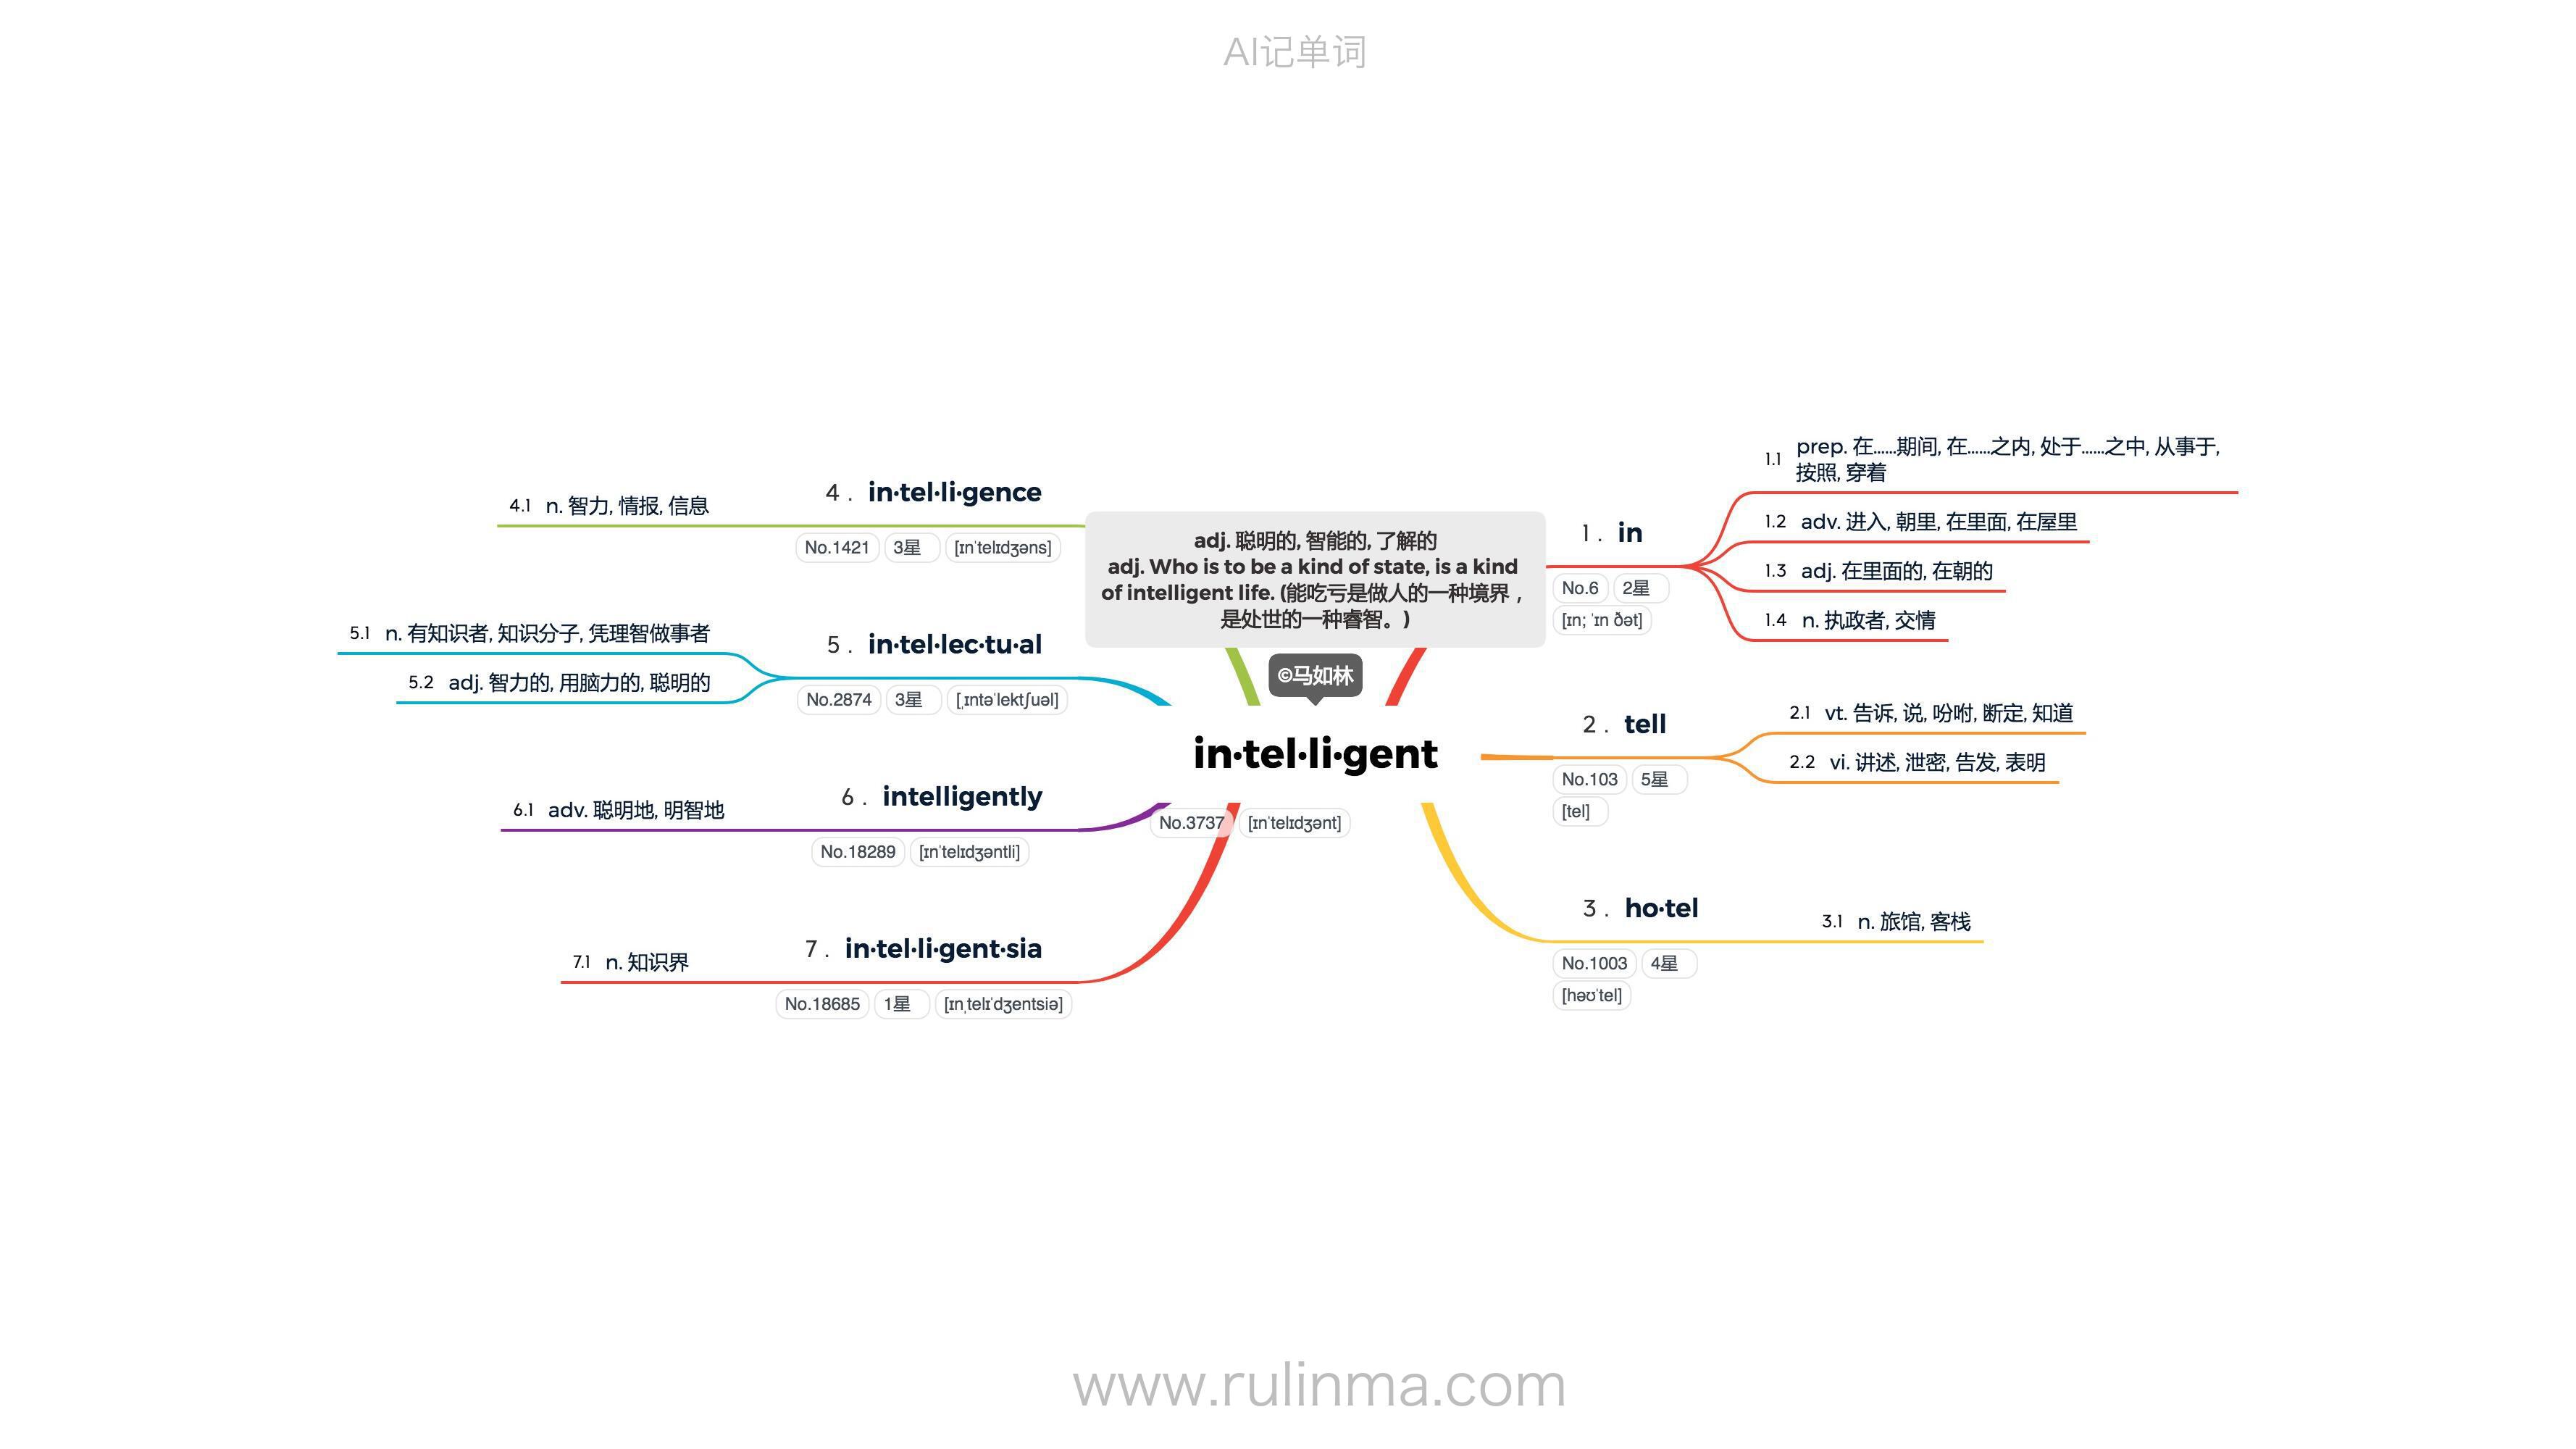 AI记单词
adj. 聪明的, 智能的, 了解的
adj. Who is to be a kind of state, is a kind
of intelligent life. (能吃亏是做人的一种境界，
是处世的一种睿智。)
©马如林
in·tel·li·gent
No.3737 [ɪnˈtelɪdʒənt]
1. in
No.6 2星
[ɪn; ˈɪn ðət]
1.1 prep. 在......期间, 在......之内, 处于......之中, 从事于,
按照, 穿着
1.2 adv. 进入, 朝里, 在里面, 在屋里
1.3 adj. 在里面的, 在朝的
1.4 n. 执政者, 交情
2. tell
No.103 5星
[tel]
2.1 vt. 告诉, 说, 吩咐, 断定, 知道
2.2 vi. 讲述, 泄密, 告发, 表明
3. ho·tel
No.1003 4星
[həʊˈtel]
3.1 n. 旅馆, 客栈
4. in·tel·li·gence
No.1421 3星 [ɪnˈtelɪdʒəns]
4.1 n. 智力, 情报, 信息
5. in·tel·lec·tu·al
No.2874 3星 [ˌɪntəˈlektʃuəl]
5.1 n. 有知识者, 知识分子, 凭理智做事者
5.2 adj. 智力的, 用脑力的, 聪明的
6. intelligently
No.18289 [ɪnˈtelɪdʒəntli]
6.1 adv. 聪明地, 明智地
7. in·tel·li·gent·sia
No.18685 1星 [ɪnˌtelɪˈdʒentsiə]
7.1 n. 知识界
www.rulinma.com